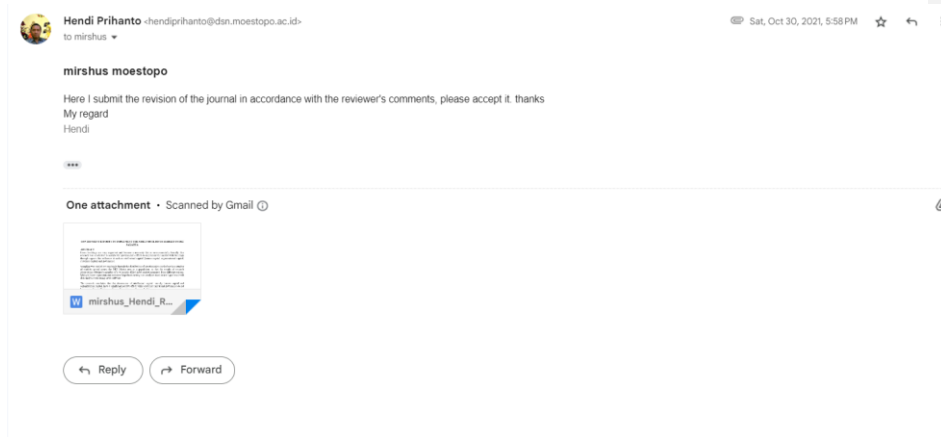 Hendi Prihanto <hendiprihanto@dsn.moestopo.ac.id>
Sat, Oct 30, 2021, 5:58 PM
to mirshus
mirshus moestopo
Here I submit the revision of the journal in accordance with the reviewer's comments, please accept it. thanks
My regard
Hendi
One attachment • Scanned by Gmail
W mirshus_Hendi_R...
Reply
Forward